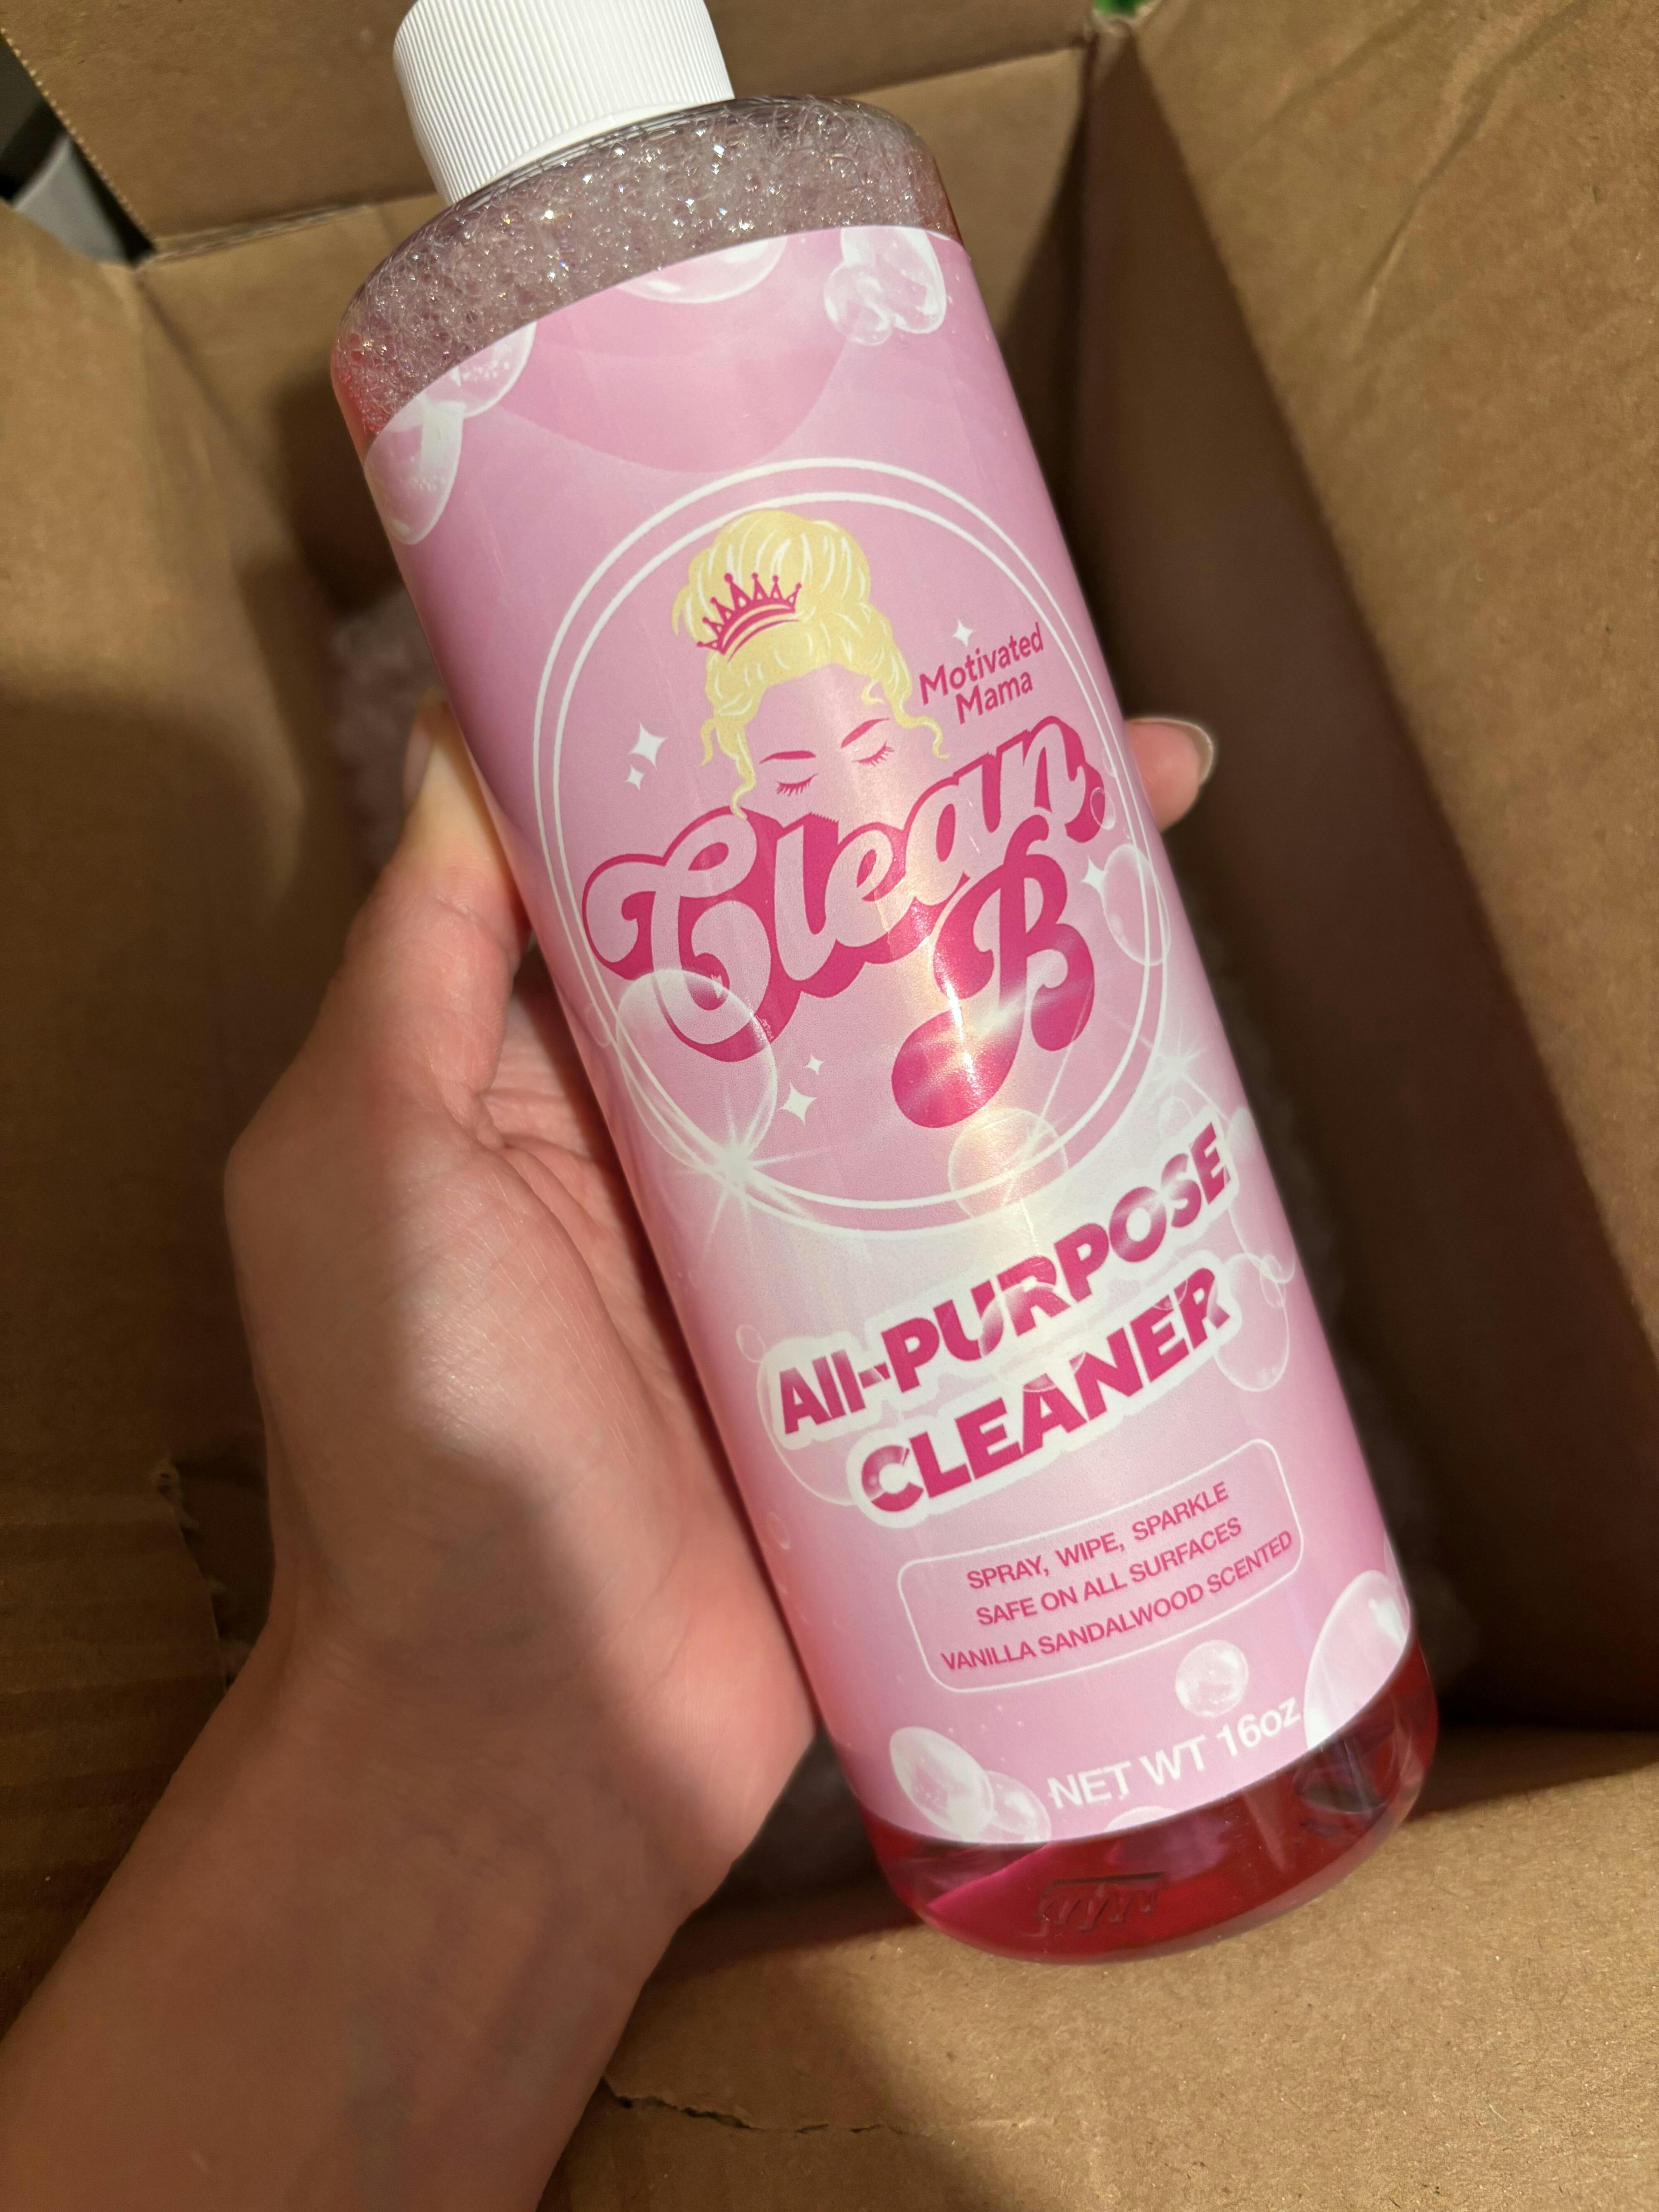 Motivated
Mama
Clean
B
All-PURPOSE
CLEANER
SPRAY, WIPE, SPARKLE
SAFE ON ALL SURFACES
VANILLA SANDALWOOD SCENTED
NET WT 16oz